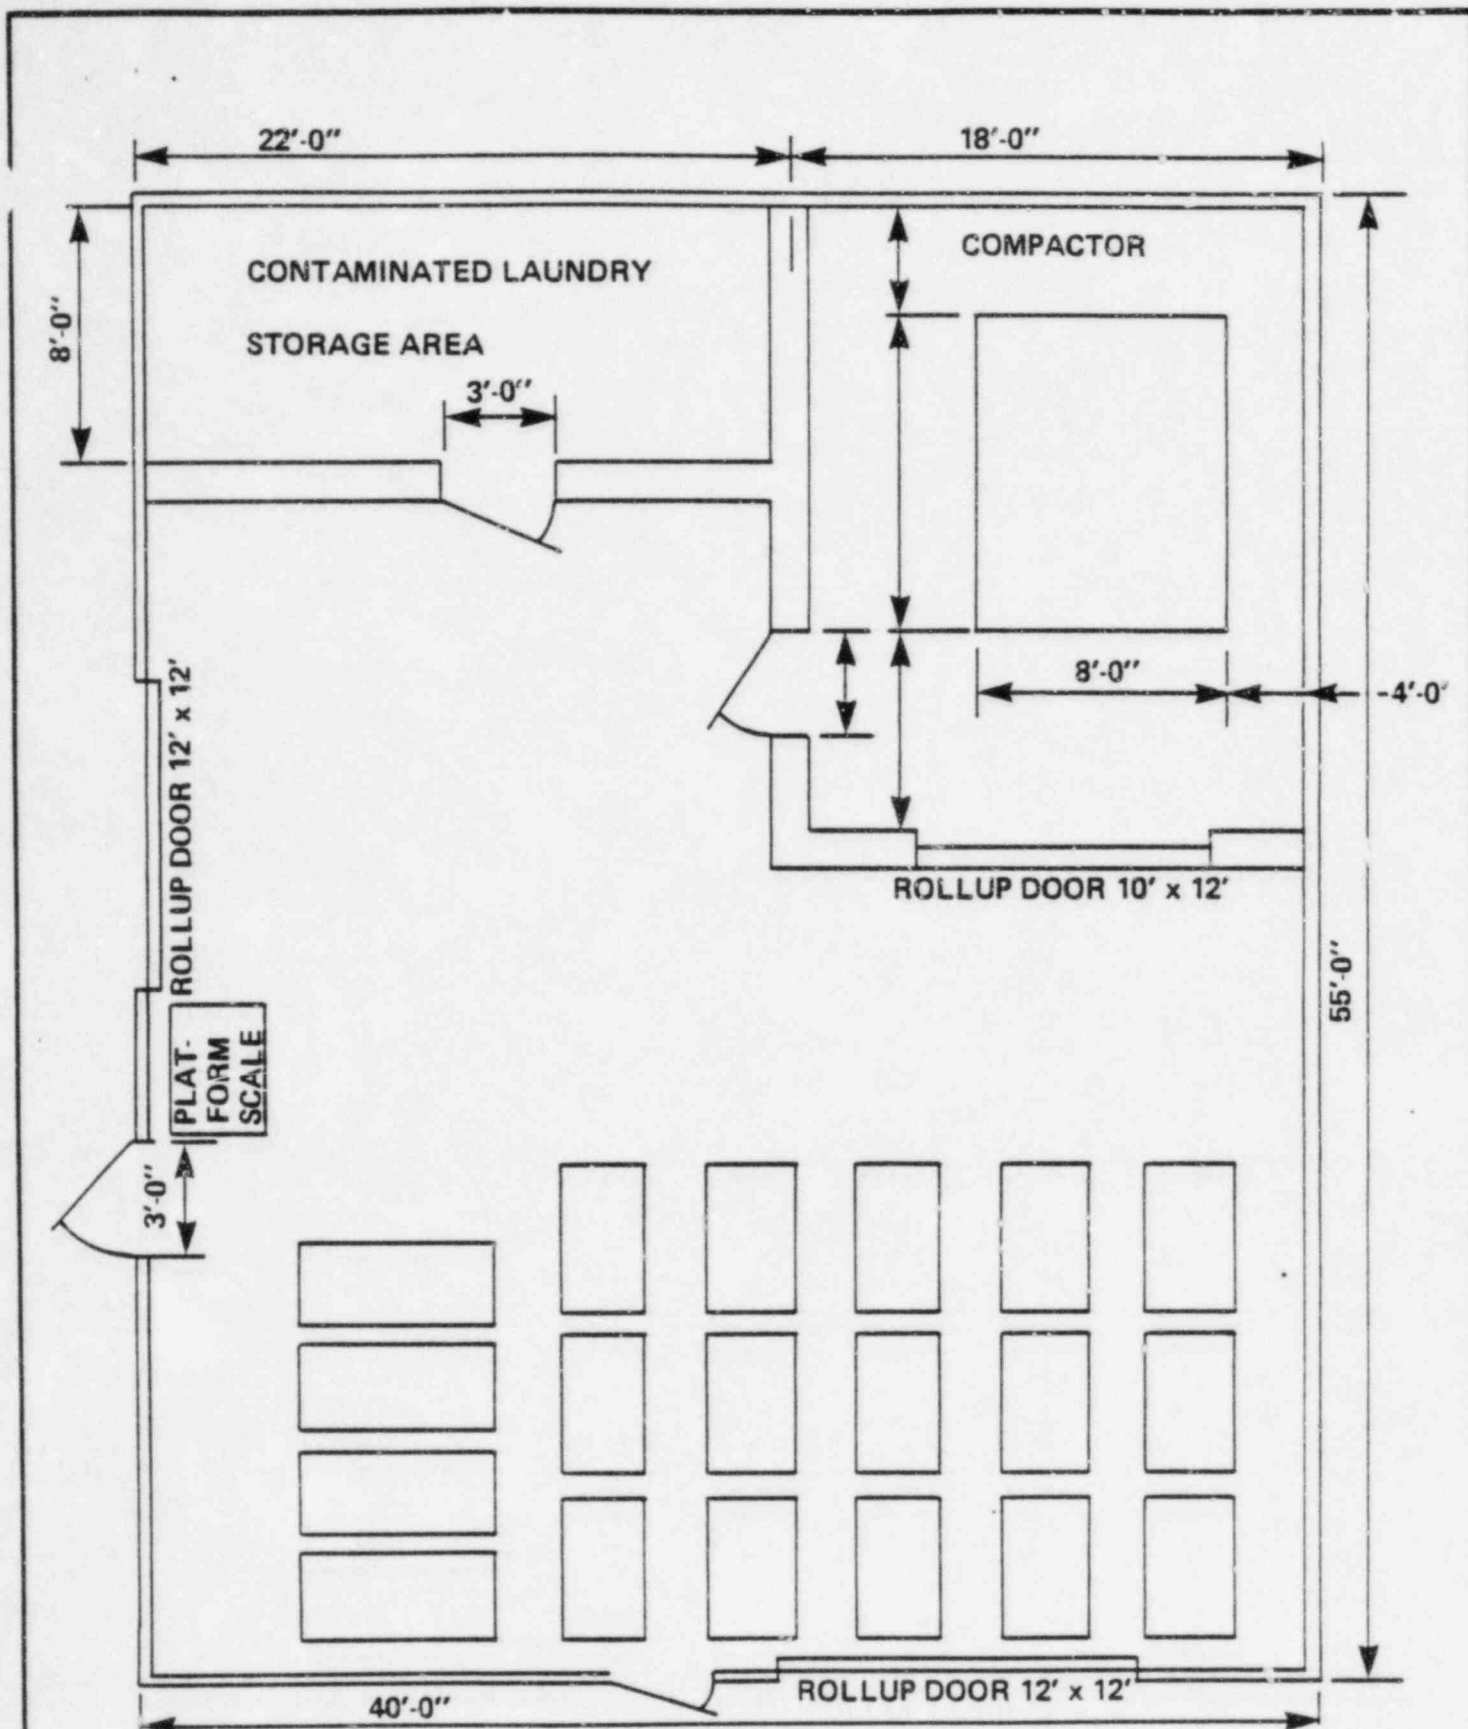 22'-0"
18'-0"
COMPACTOR
CONTAMINATED LAUNDRY
STORAGE AREA
8'-0"
3'-0"
8'-0"
-4'-0'
ROLLUP DOOR 12' x 12'
ROLLUP DOOR 10' x 12'
55'-0"
PLAT-
FORM
SCALE
3'-0"
ROLLUP DOOR 12' x 12'
40'-0"